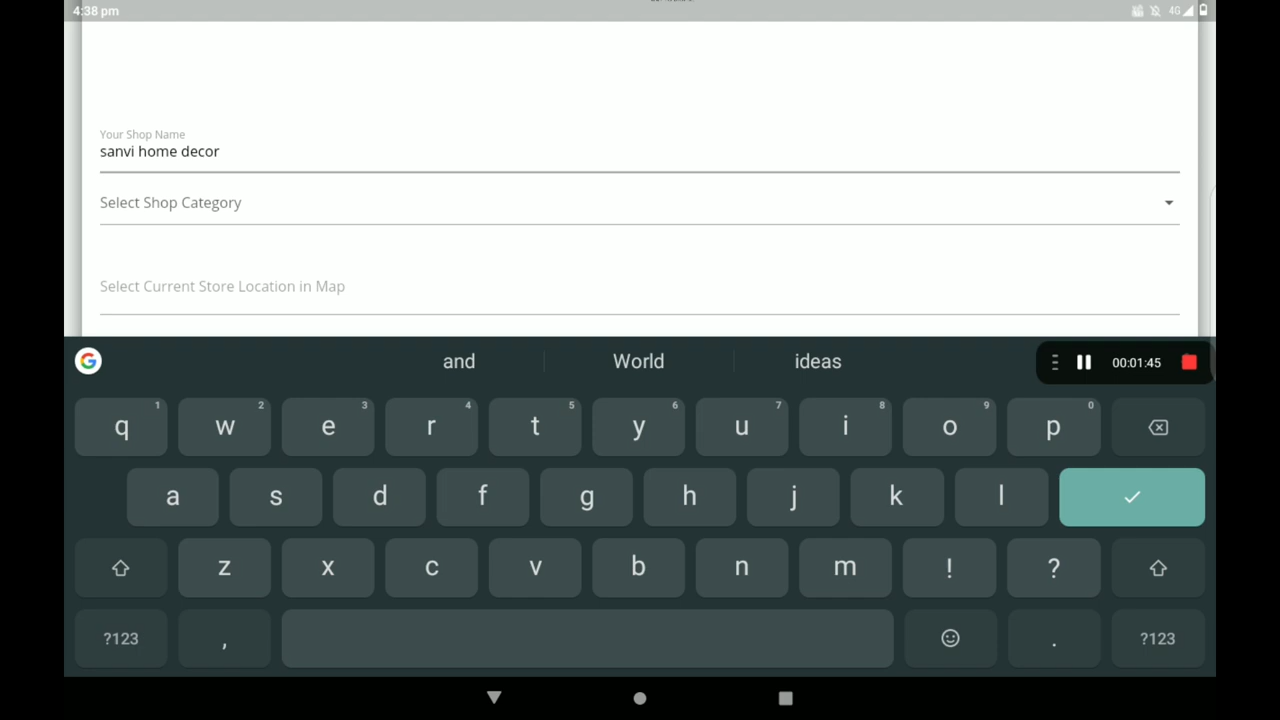 4:38 pm
4G
Your Shop Name
sanvi home decor
Select Shop Category
Select Current Store Location in Map
G and World ideas 00:01:45
q 1 w 2 e 3 r 4 t 5 y 6 u 7 i 8 o 9 p 0
a s d f g h j k l
z x c v b n m ! ?
?123 , . ?123